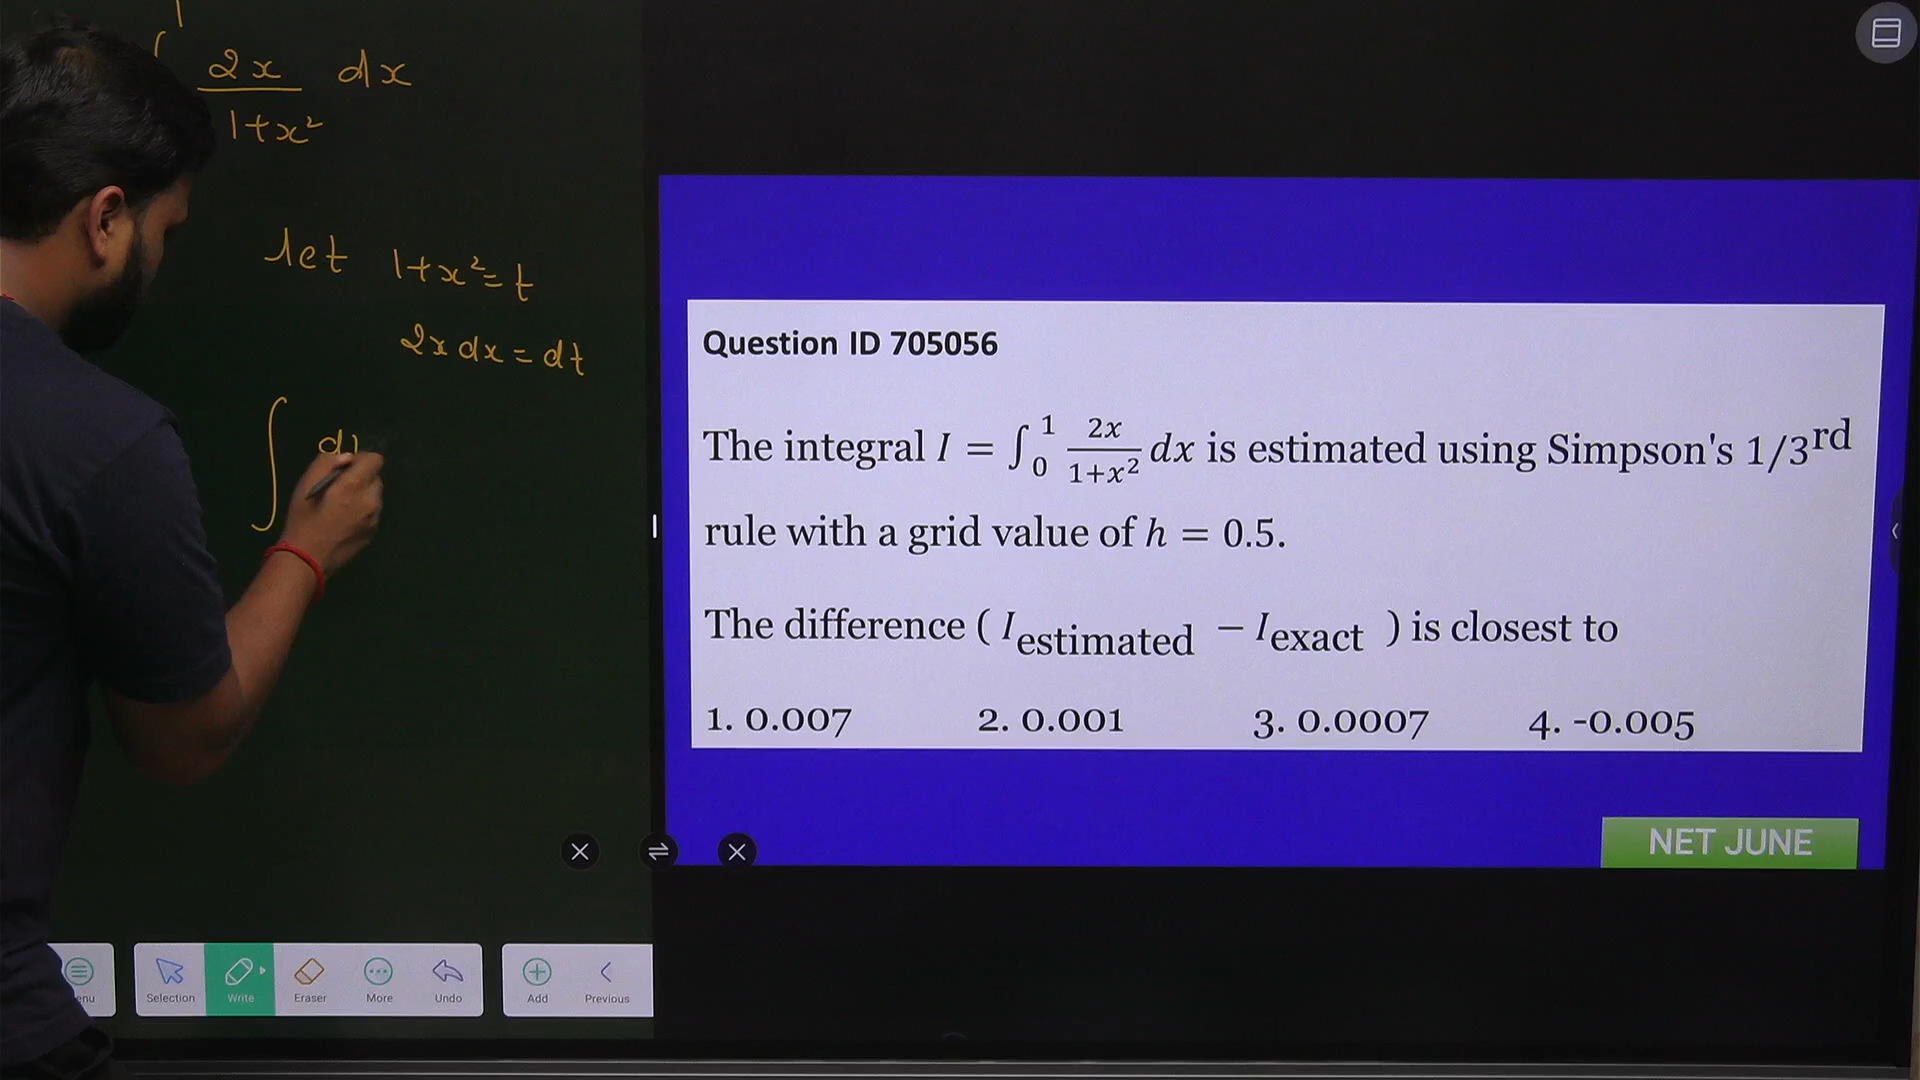 1
∫ 2x/1+x² dx
let 1+x²=t
2x dx = dt
∫ d
Question ID 705056
The integral I = ∫₀¹ 2x/1+x² dx is estimated using Simpson's 1/3rd
rule with a grid value of h = 0.5.
The difference ( I estimated − I exact ) is closest to
1. 0.007 2. 0.001 3. 0.0007 4. -0.005
NET JUNE
Selection Write Eraser More Undo Add Previous